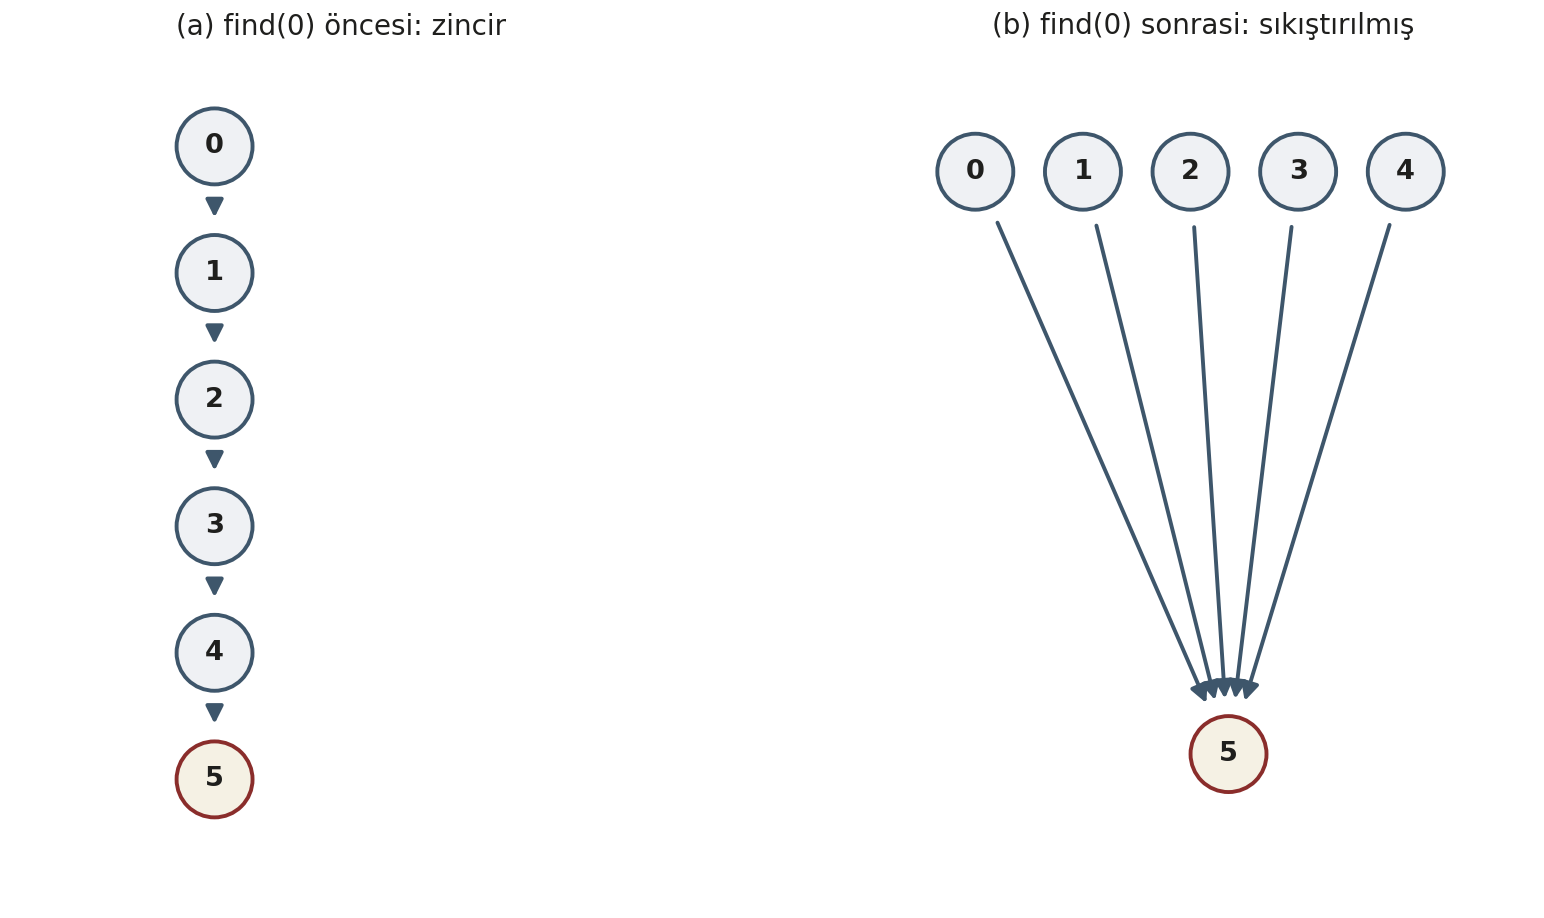 (a) find(0) öncesi: zincir
0
1
2
3
4
5
(b) find(0) sonrasi: sıkıştırılmış
0 1 2 3 4
5